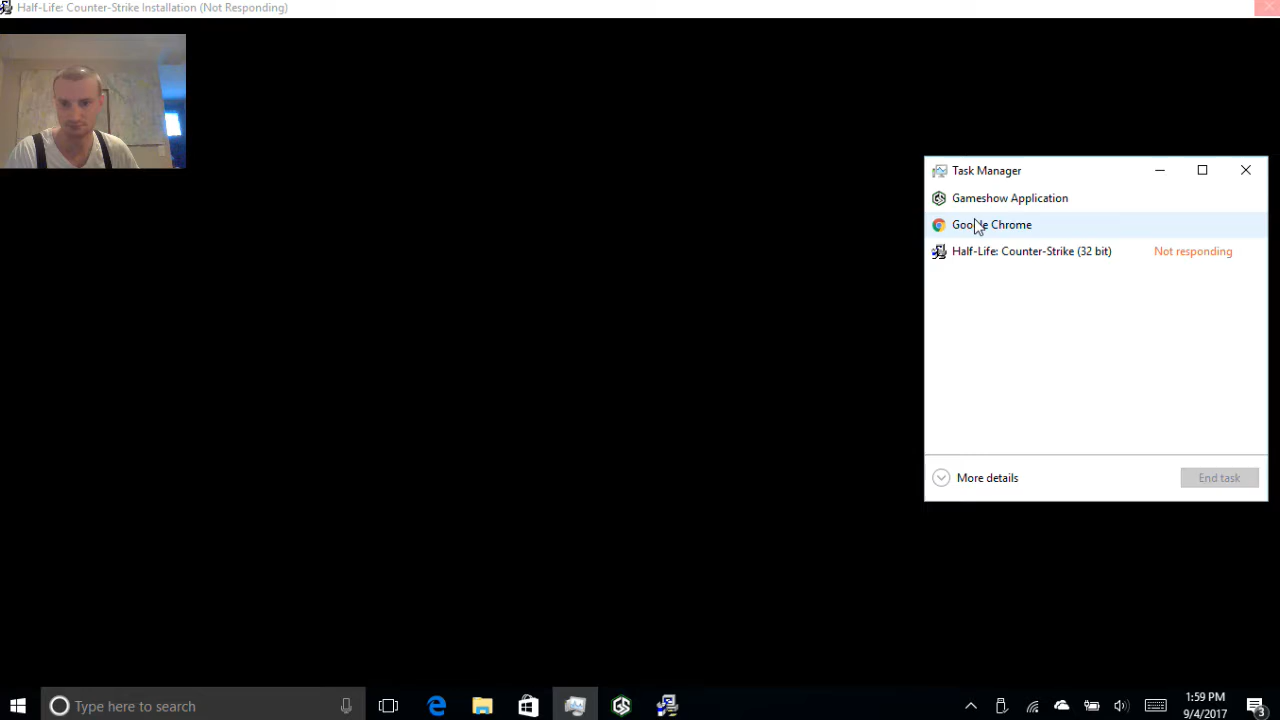 Half-Life: Counter-Strike Installation (Not Responding)
Task Manager
Gameshow Application
Google Chrome
Half-Life: Counter-Strike (32 bit) Not responding
More details
End task
Type here to search
1:59 PM
9/4/2017
3